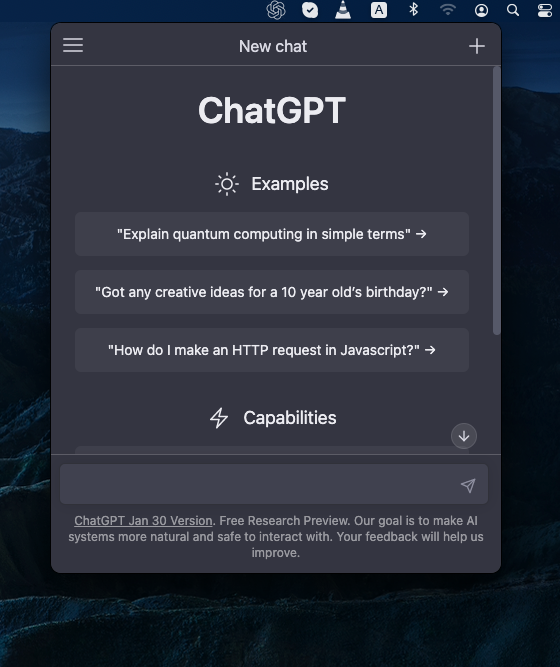 A
New chat
ChatGPT
Examples
"Explain quantum computing in simple terms" →
"Got any creative ideas for a 10 year old’s birthday?" →
"How do I make an HTTP request in Javascript?" →
Capabilities
ChatGPT Jan 30 Version. Free Research Preview. Our goal is to make AI
systems more natural and safe to interact with. Your feedback will help us
improve.